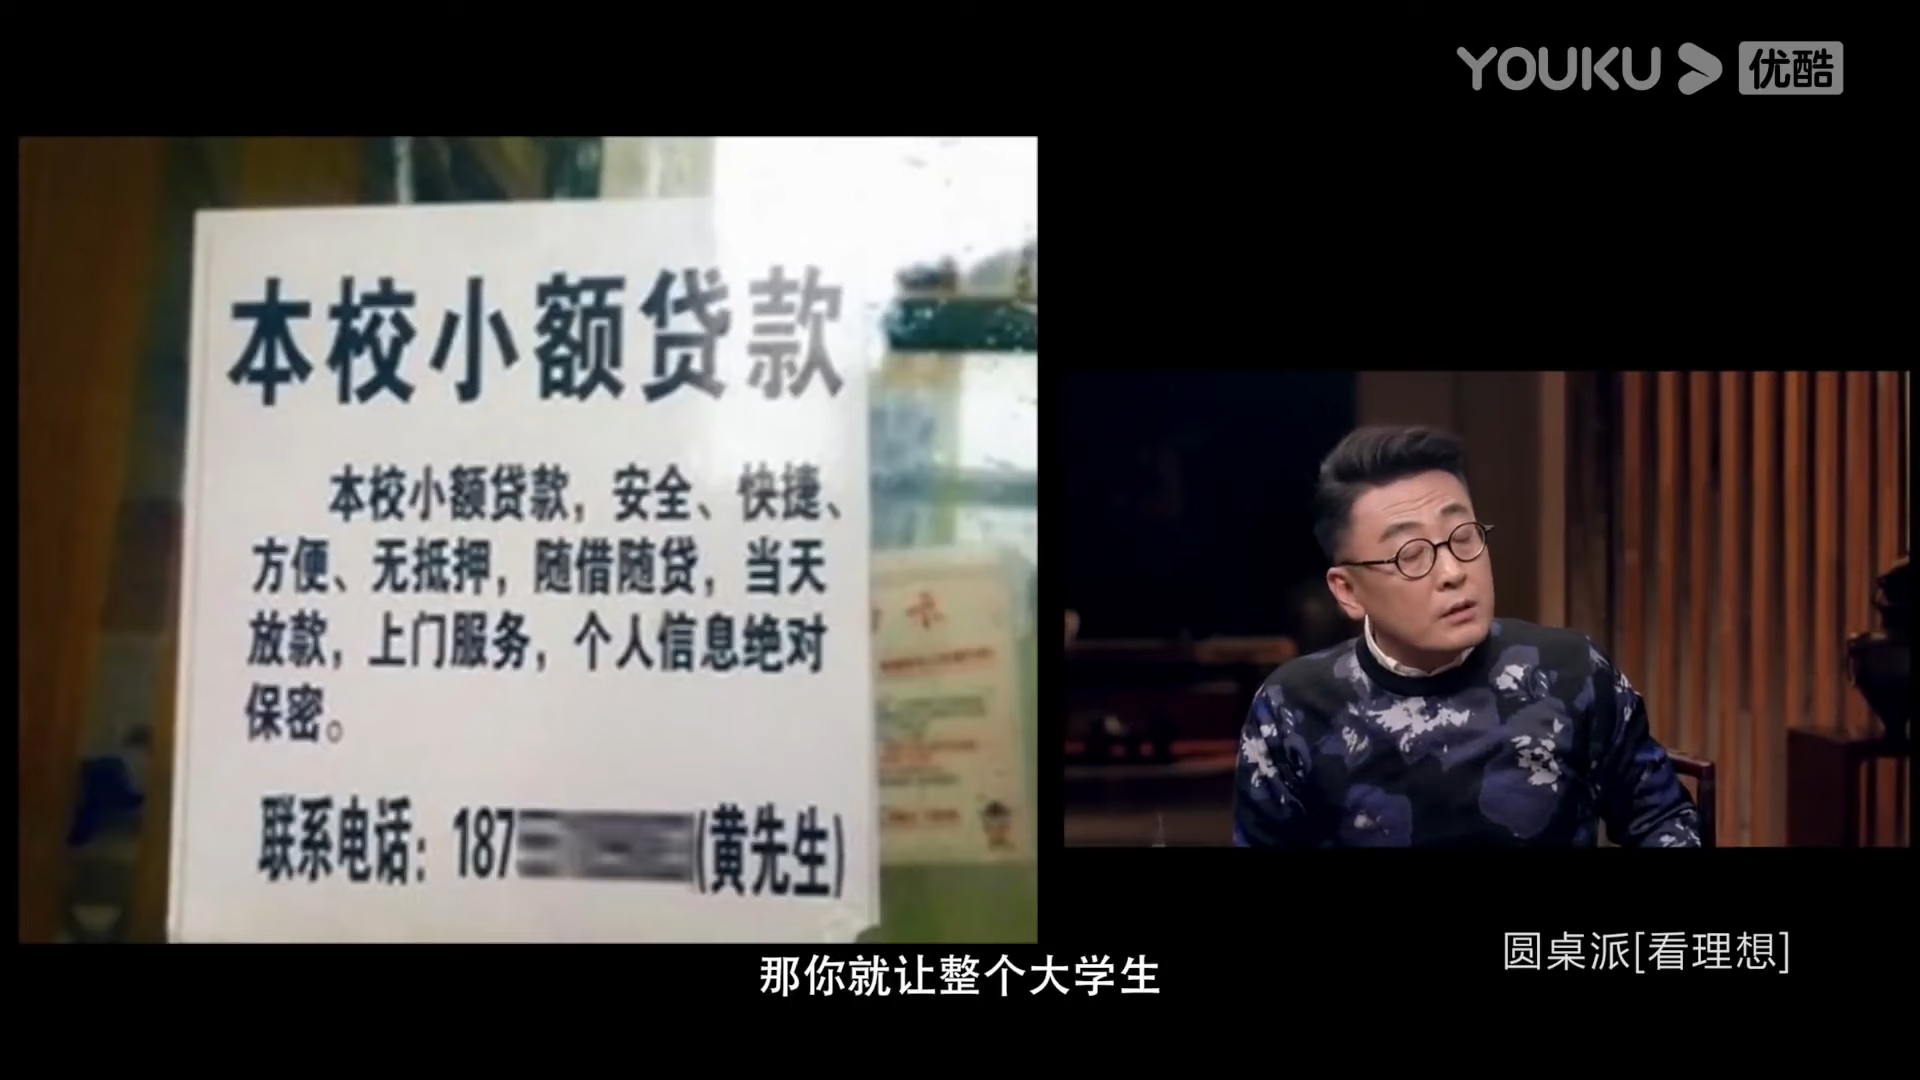 YOUKU 优酷
本校小额贷款
本校小额贷款，安全、快捷、
方便、无抵押，随借随贷，当天
放款，上门服务，个人信息绝对
保密。
联系电话：187
(黄先生)
圆桌派[看理想]
那你就让整个大学生